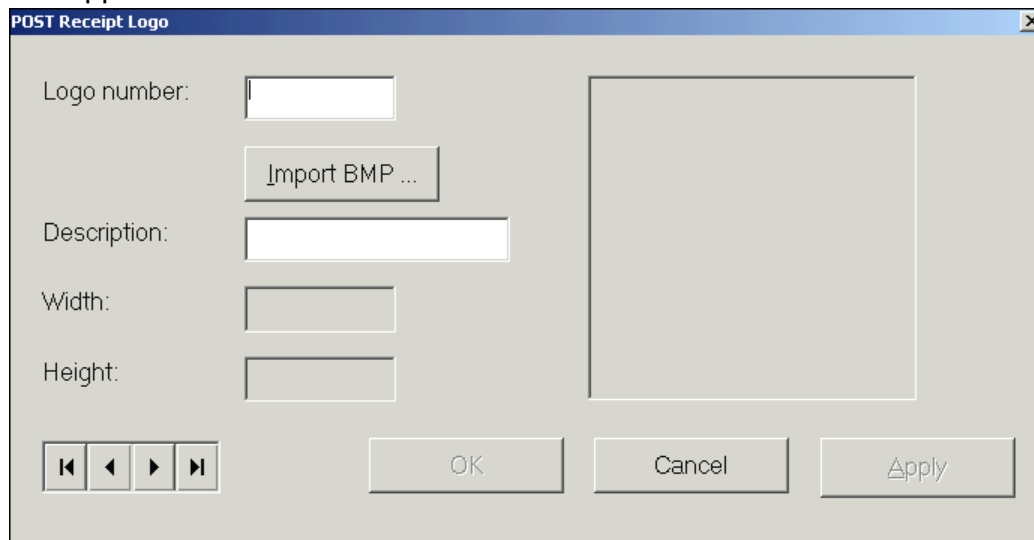 POST Receipt Logo
Logo number:
Import BMP ...
Description:
Width:
Height:
OK Cancel Apply